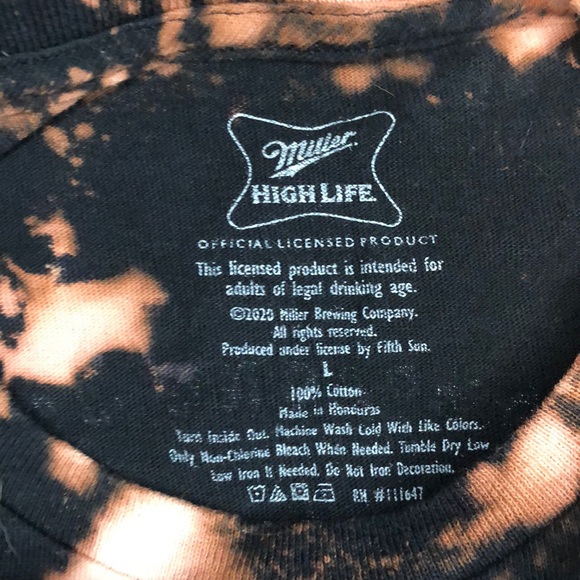 Miller
HIGH LIFE
OFFICIAL LICENSED PRODUCT
This licensed product is intended for
adults of legal drinking age.
©2020 Miller Brewing Company.
All rights reserved.
Produced under license by Fifth Sun.
L
100% Cotton
Made in Honduras
Turn Inside Out. Machine Wash Cold With Like Colors.
Only Non-Chlorine Bleach When Needed. Tumble Dry Low
Low Iron If Needed. Do Not Iron Decoration.
RN #111647